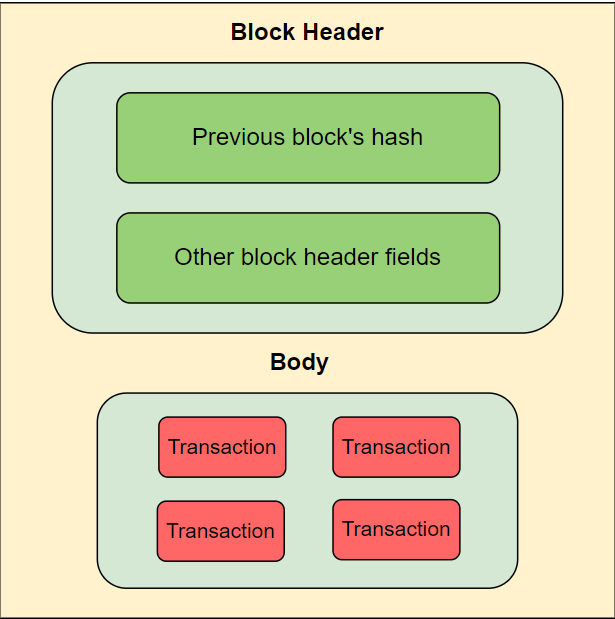 Block Header
Previous block's hash
Other block header fields
Body
Transaction
Transaction
Transaction
Transaction